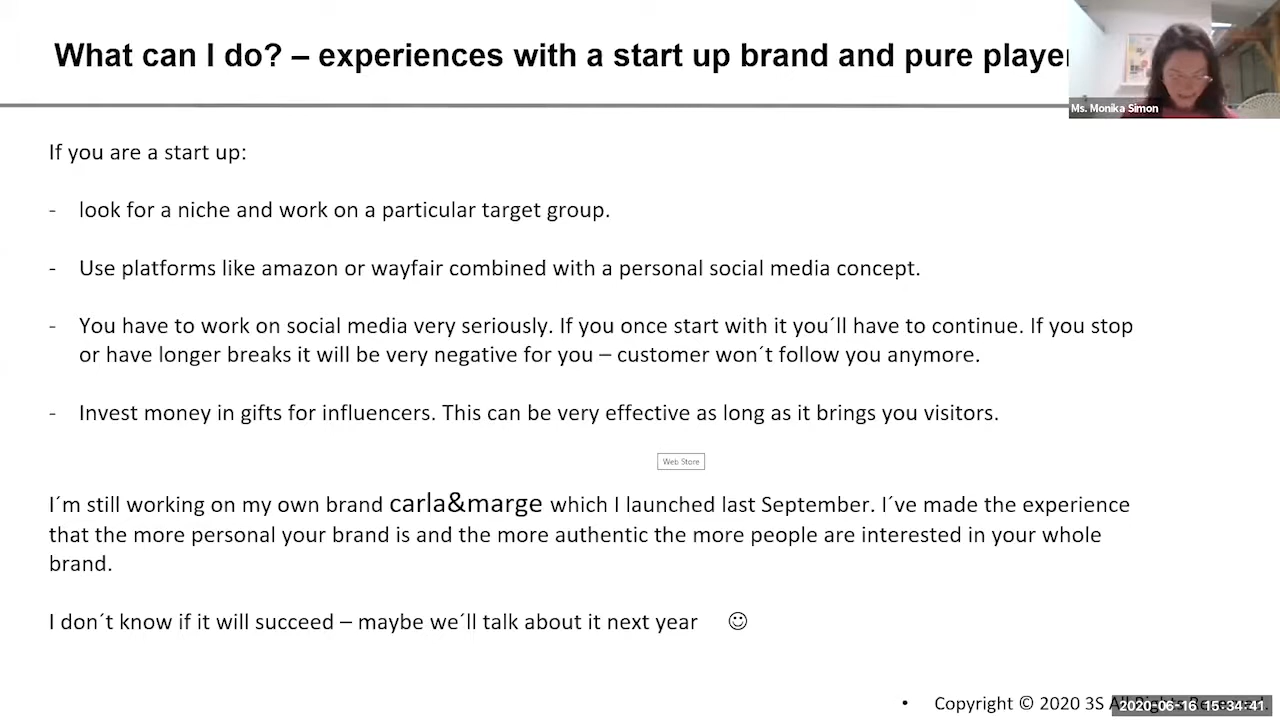 What can I do? – experiences with a start up brand and pure player
Ms. Monika Simon
If you are a start up:
- look for a niche and work on a particular target group.
- Use platforms like amazon or wayfair combined with a personal social media concept.
- You have to work on social media very seriously. If you once start with it you´ll have to continue. If you stop
or have longer breaks it will be very negative for you – customer won´t follow you anymore.
- Invest money in gifts for influencers. This can be very effective as long as it brings you visitors.
Web Store
I´m still working on my own brand carla&marge which I launched last September. I´ve made the experience
that the more personal your brand is and the more authentic the more people are interested in your whole
brand.
I don´t know if it will succeed – maybe we´ll talk about it next year ☺
• Copyright © 2020 3S All Rights Reserved.
2020-06-16 15:34:41